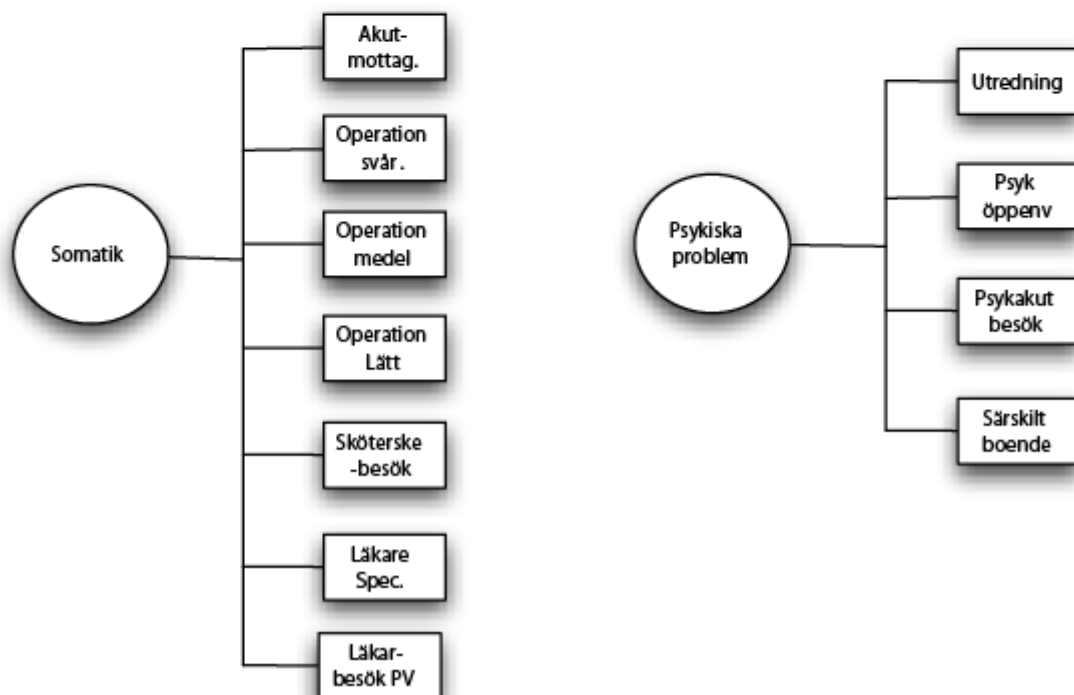 Somatik
Akut-
mottag.
Operation
svår.
Operation
medel
Operation
Lätt
Sköterske
-besök
Läkare
Spec.
Läkar-
besök PV
Psykiska
problem
Utredning
Psyk
öppenv
Psykakut
besök
Särskilt
boende